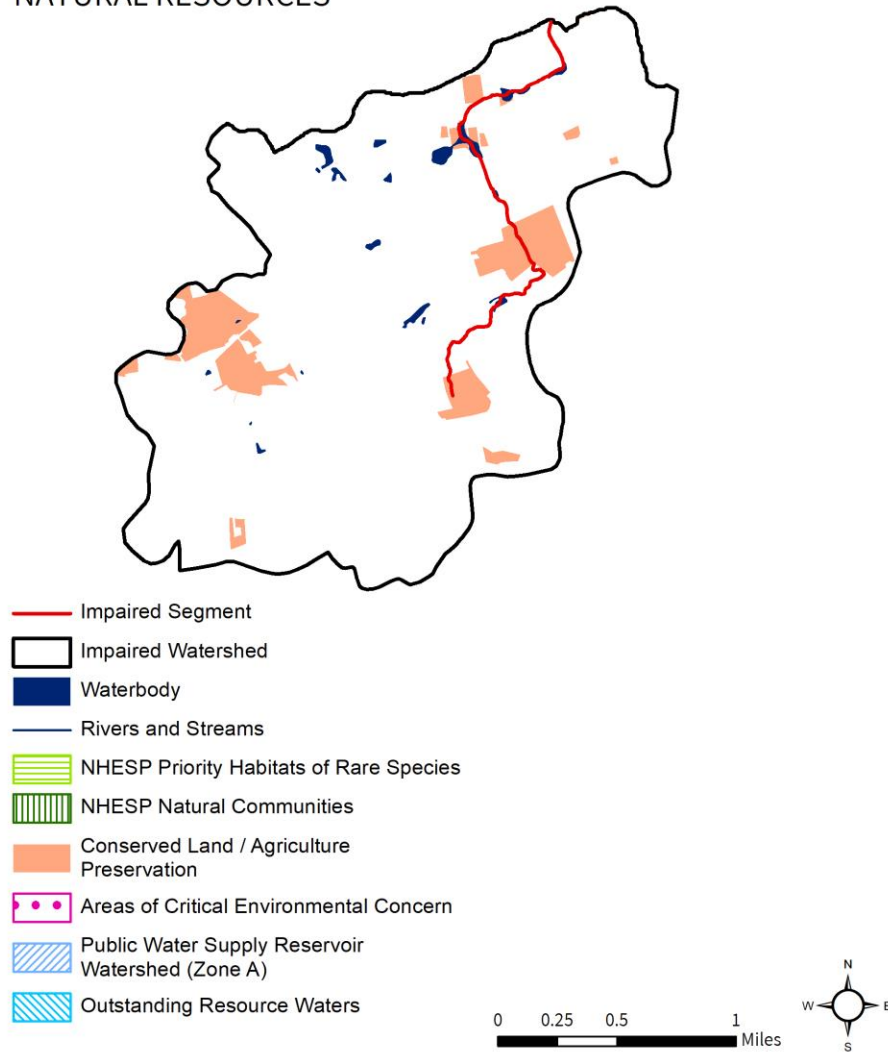 NATURAL RESOURCES
Impaired Segment
Impaired Watershed
Waterbody
Rivers and Streams
NHESP Priority Habitats of Rare Species
NHESP Natural Communities
Conserved Land / Agriculture
Preservation
Areas of Critical Environmental Concern
Public Water Supply Reservoir
Watershed (Zone A)
Outstanding Resource Waters
0 0.25 0.5 1
Miles
N
W E
S